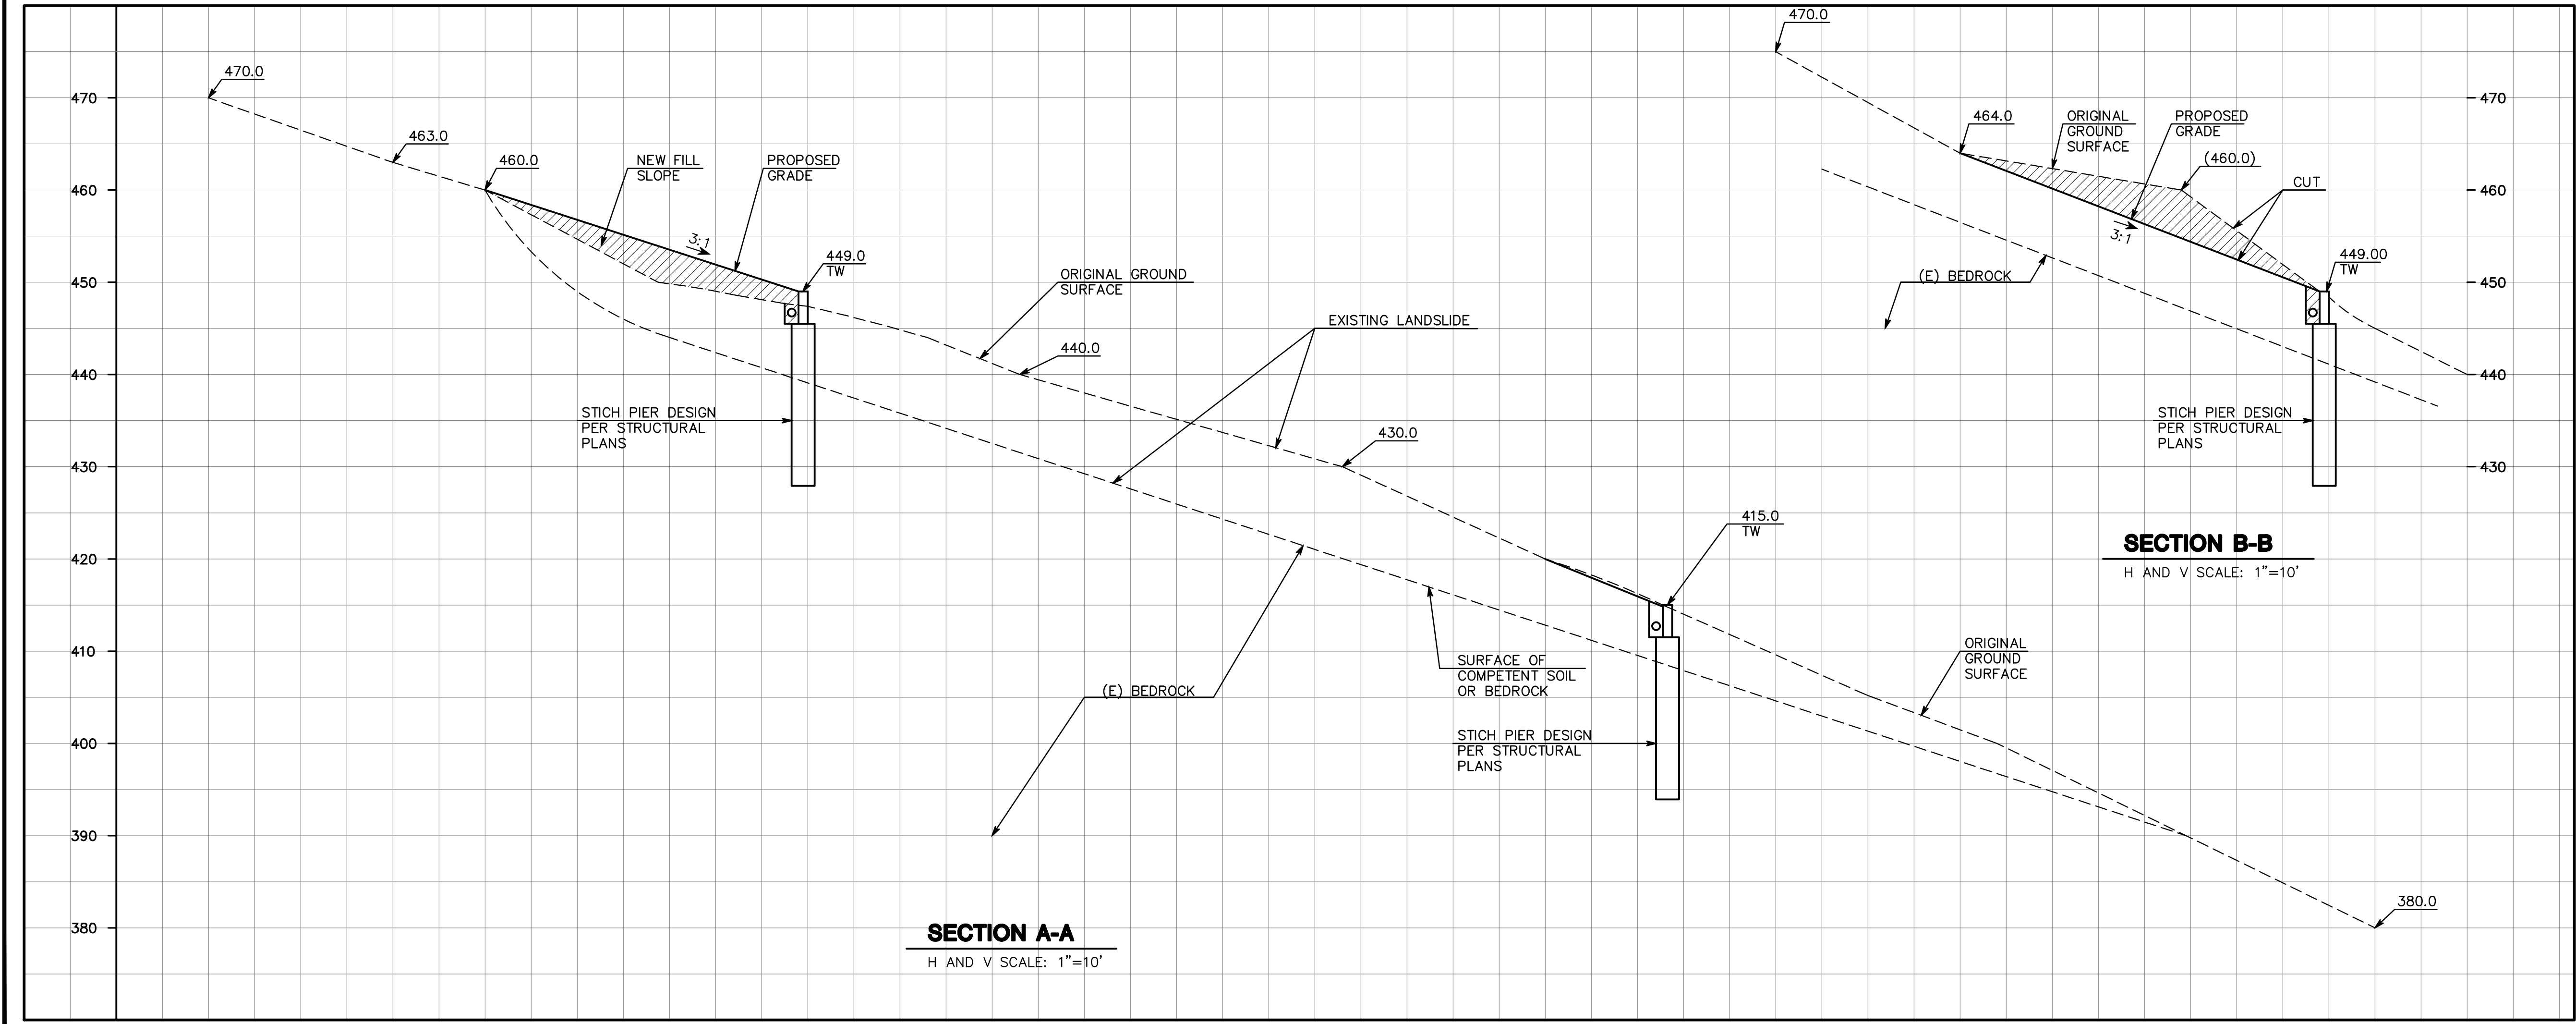 470.0
470.0
470
463.0
460.0
NEW FILL
SLOPE
PROPOSED
GRADE
460
3:1
449.0
TW
450
ORIGINAL GROUND
SURFACE
EXISTING LANDSLIDE
440.0
440
STICH PIER DESIGN
PER STRUCTURAL
PLANS
430.0
430
415.0
TW
420
410
SURFACE OF
COMPETENT SOIL
OR BEDROCK
(E) BEDROCK
ORIGINAL
GROUND
SURFACE
STICH PIER DESIGN
PER STRUCTURAL
PLANS
400
390
380
380.0
SECTION A-A
H AND V SCALE: 1"=10'
470
464.0
ORIGINAL
GROUND
SURFACE
PROPOSED
GRADE
(460.0)
CUT
460
3:1
(E) BEDROCK
449.00
TW
450
440
STICH PIER DESIGN
PER STRUCTURAL
PLANS
430
SECTION B-B
H AND V SCALE: 1"=10'